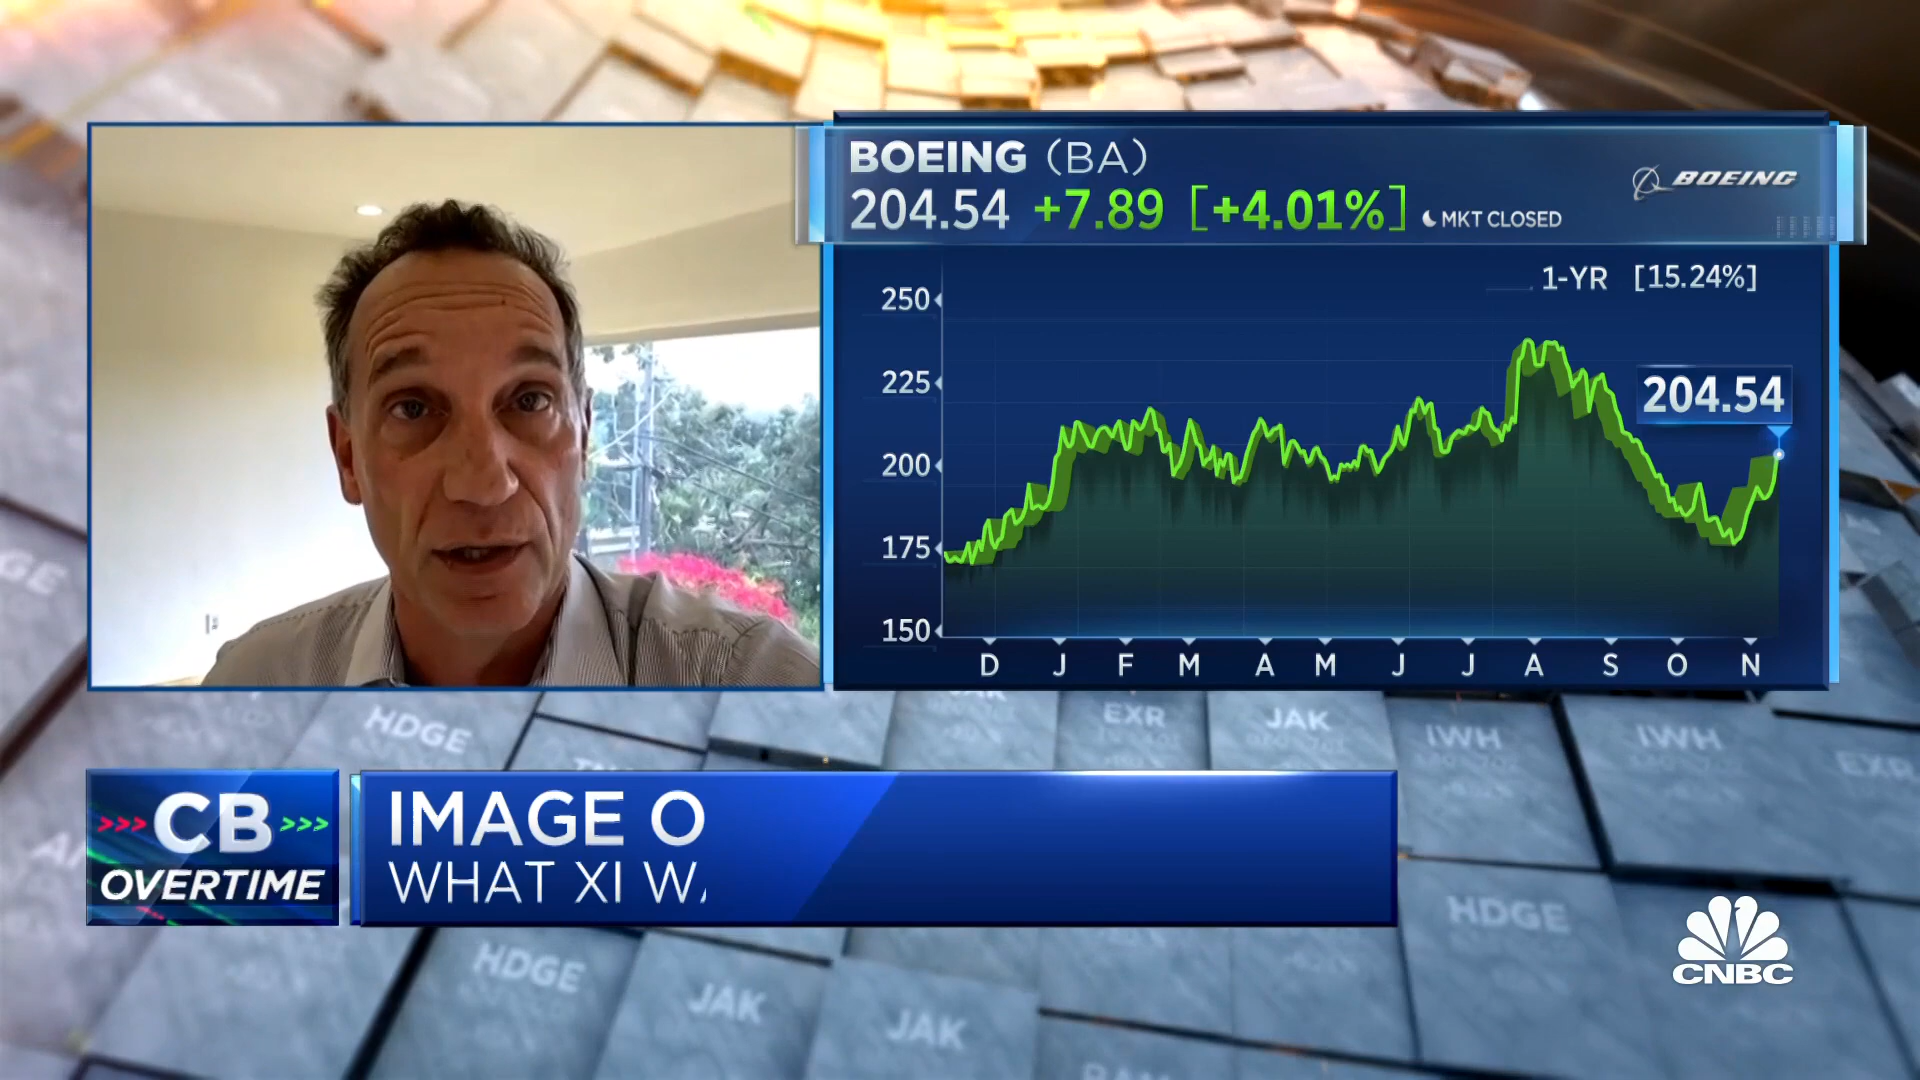 BOEING (BA)
204.54 +7.89 [+4.01%] MKT CLOSED
BOEING
1-YR [15.24%]
250
225
200
175
150
204.54
D J F M A M J J A S O N
>>> CB >>>
OVERTIME
IMAGE O
WHAT XI W
CNBC
HDGE
EXR
JAK
IWH
IWH
EXR
HDGE
HDGE
JAK
JAK